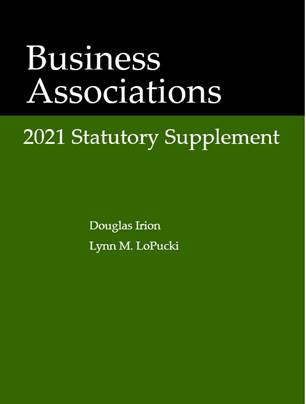 Business
Associations
2021 Statutory Supplement
Douglas Irion
Lynn M. LoPucki